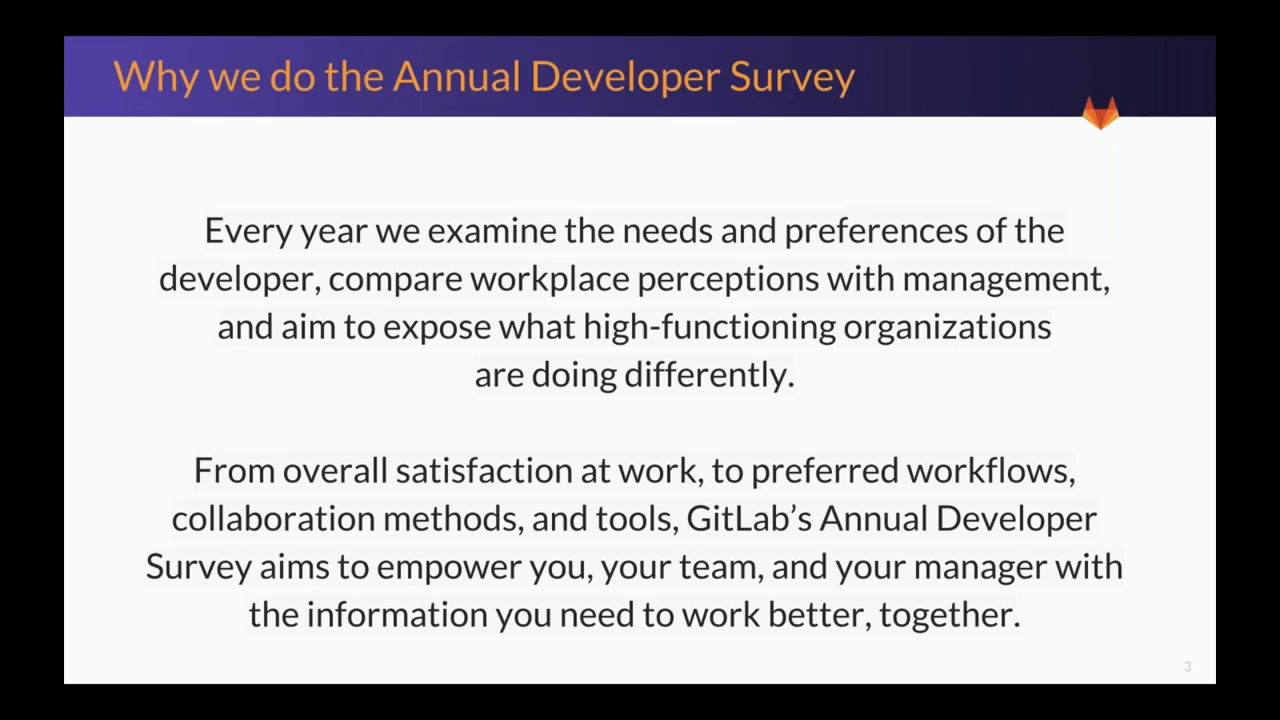 Why we do the Annual Developer Survey
Every year we examine the needs and preferences of the
developer, compare workplace perceptions with management,
and aim to expose what high-functioning organizations
are doing differently.
From overall satisfaction at work, to preferred workflows,
collaboration methods, and tools, GitLab’s Annual Developer
Survey aims to empower you, your team, and your manager with
the information you need to work better, together.
3